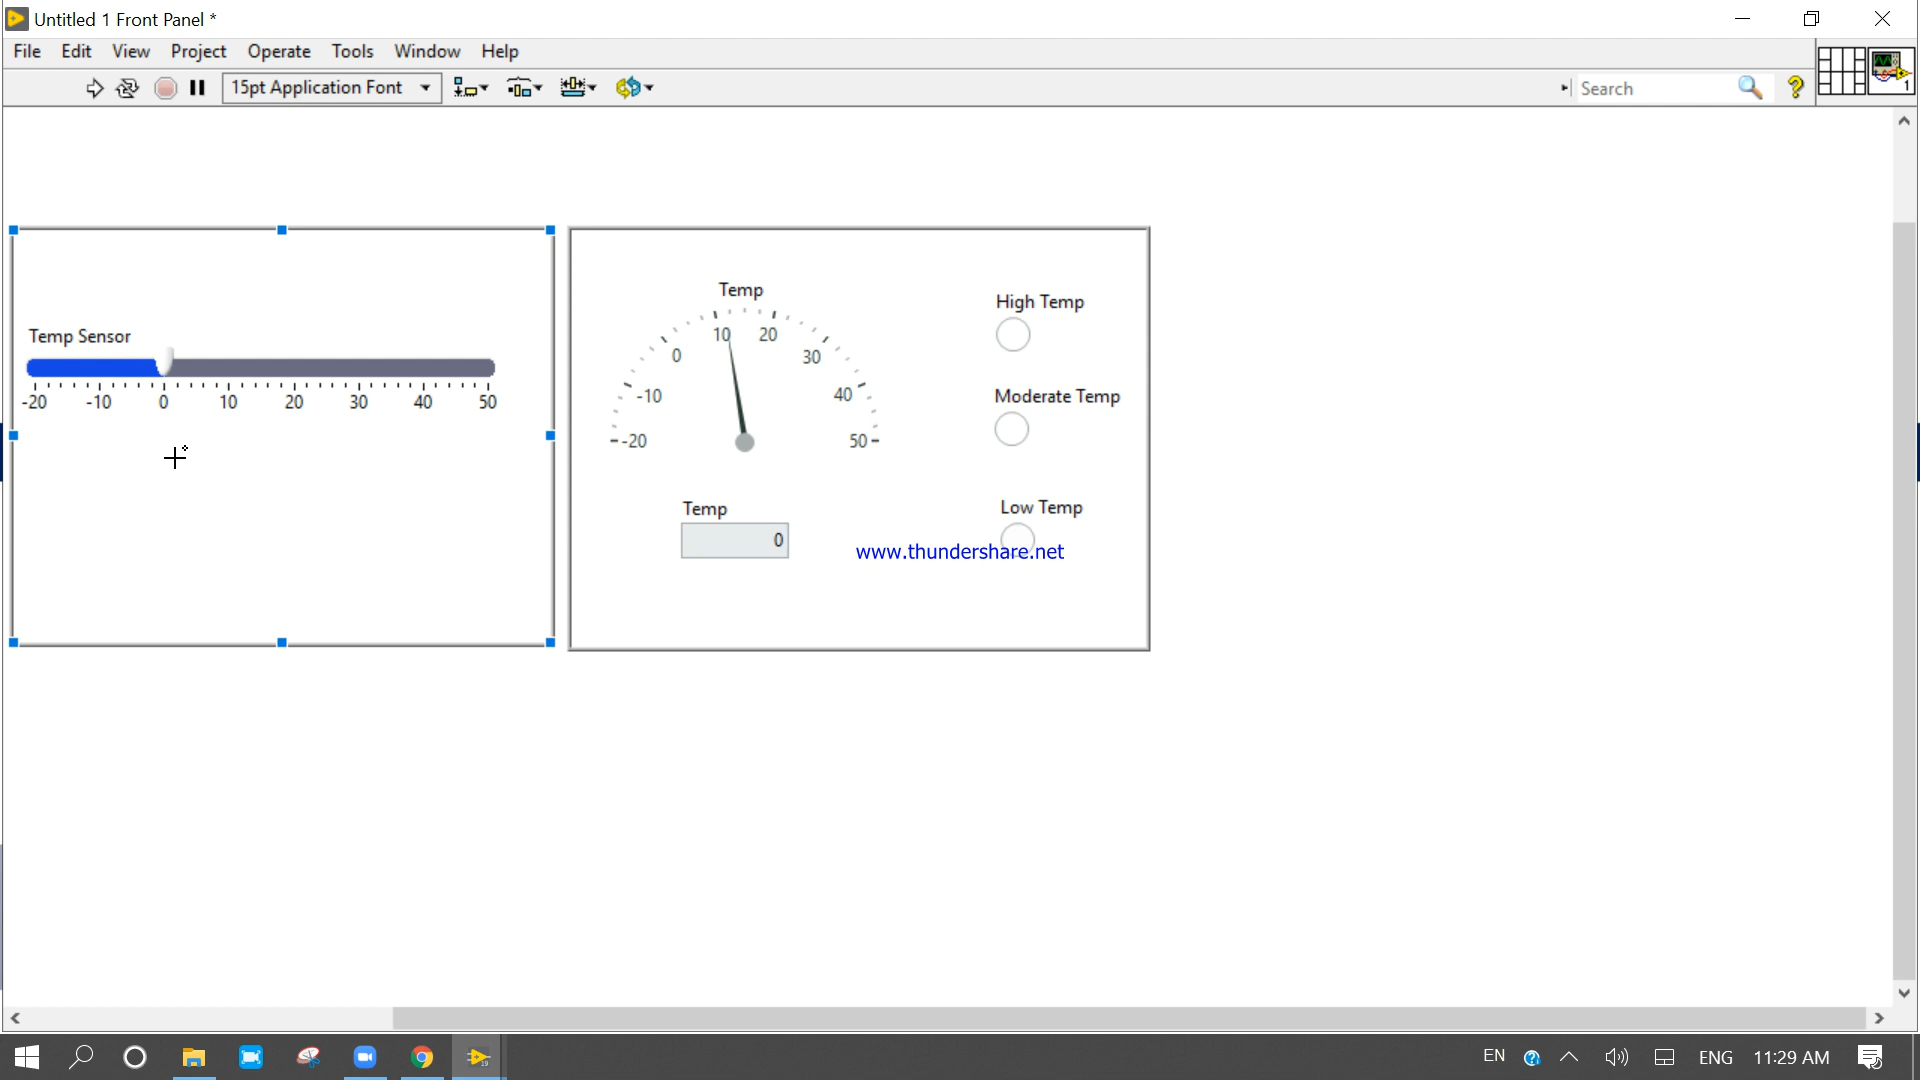 Untitled 1 Front Panel *
File Edit View Project Operate Tools Window Help
15pt Application Font
Search
?
1
Temp Sensor
-20 -10 0 10 20 30 40 50
Temp
-20 -10 0 10 20 30 40 50
Temp
0
High Temp
Moderate Temp
Low Temp
www.thundershare.net
19
EN ? ENG 11:29 AM